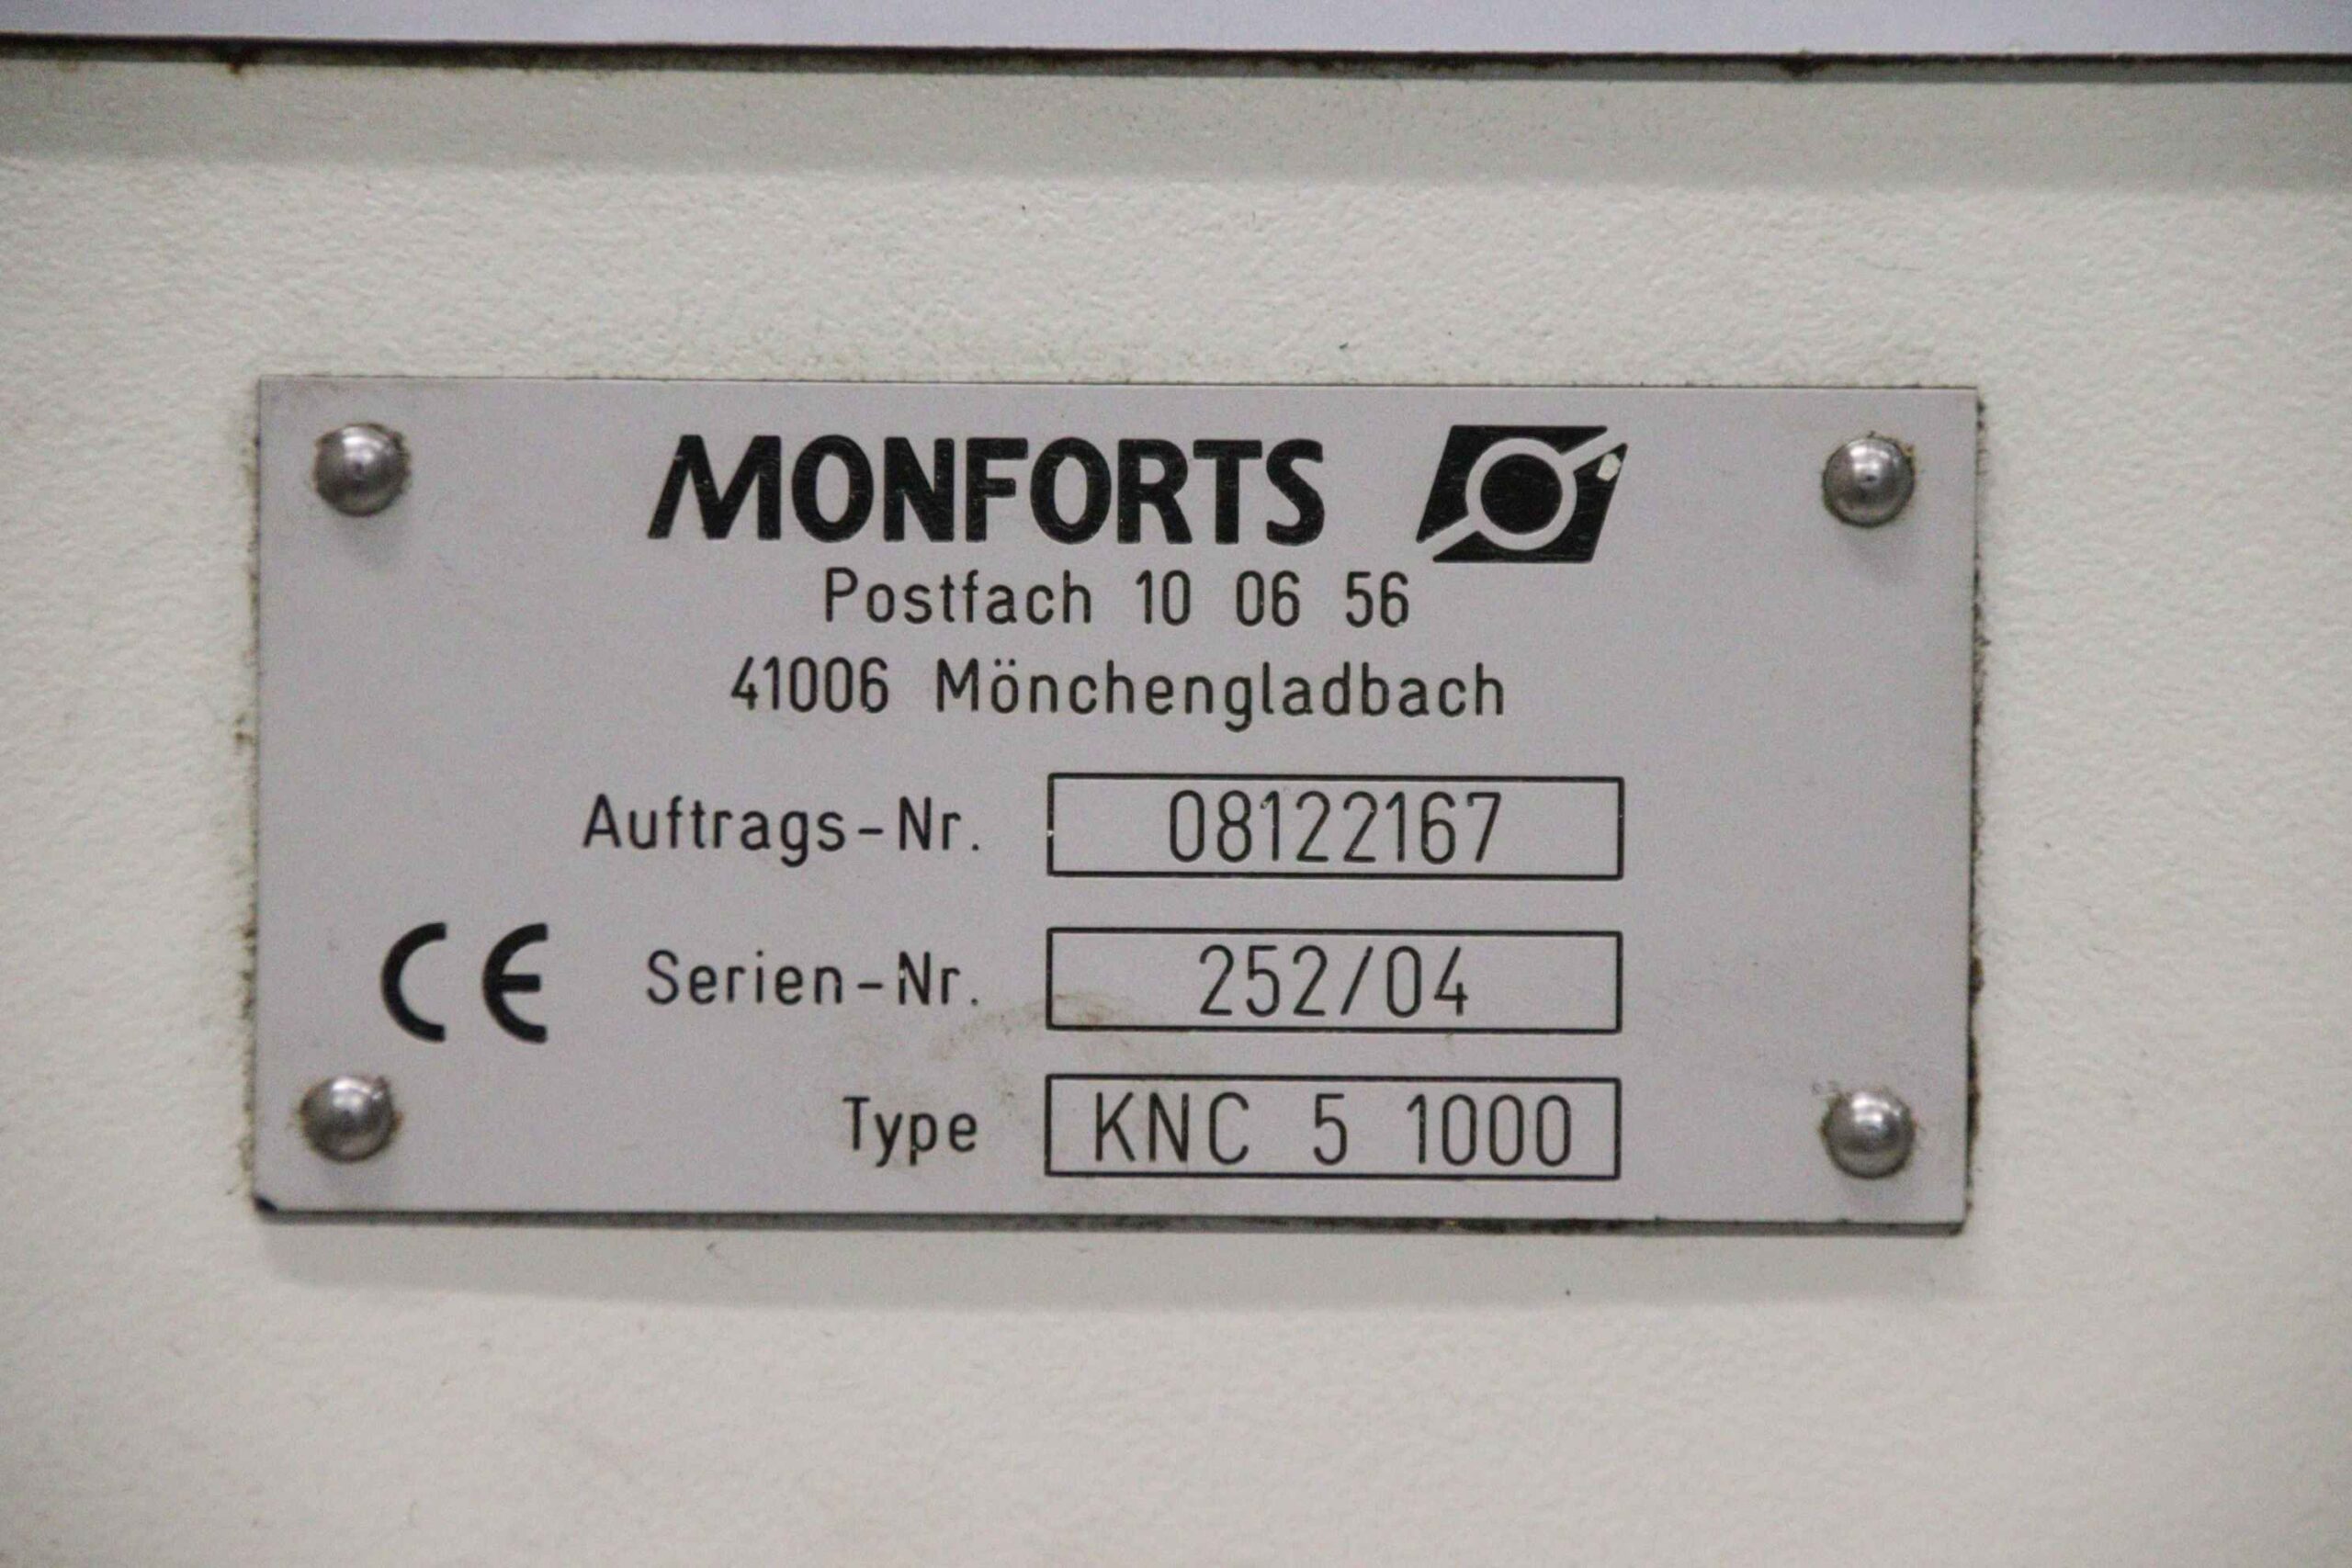 MONFORTS
Postfach 10 06 56
41006 Mönchengladbach
Auftrags-Nr. 08122167
CE Serien-Nr. 252/04
Type KNC 5 1000